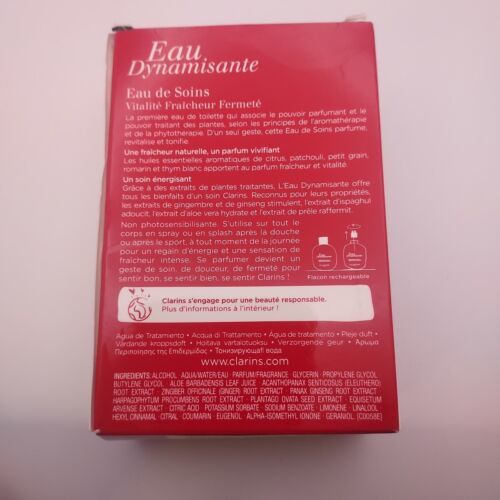 Eau
Dynamisante
Eau de Soins
Vitalité Fraîcheur Fermeté
La première eau de toilette qui associe le pouvoir parfumant et le
pouvoir traitant des plantes, selon les principes de l'aromathérapie
et de la phytothérapie. D'un seul geste, cette Eau de Soins parfume,
revitalise et tonifie.
Une fraîcheur naturelle, un parfum vivifiant
Les huiles essentielles aromatiques de citrus, patchouli, petit grain,
romarin et thym blanc apportent au parfum fraîcheur et vitalité.
Un soin énergisant
Grâce à des extraits de plantes traitantes, L'Eau Dynamisante offre
tous les bienfaits d'un soin Clarins. Reconnus pour leurs propriétés,
les extraits de gingembre et de ginseng stimulent, l'extrait d'ispaghul
adoucit, l'extrait d'aloe vera hydrate et l'extrait de prêle raffermit.
Non photosensibilisante. S'utilise sur tout le
corps en spray ou en splash après la douche
ou après le sport, à tout moment de la journée
pour un regain d'énergie et une sensation de
fraîcheur intense. Se parfumer devient un
geste de soin, de douceur, de fermeté pour
sentir bon, se sentir bien, se sentir Clarins !
Flacon rechargeable
Clarins s'engage pour une beauté responsable.
Plus d'informations à l'intérieur !
Agua de Tratamiento • Acqua di Trattamento • Água de tratamento • Pleje duft •
Vårdande kroppsdoft • Hoitava vartalotuoksu • Verzorgende geur • Άρωμα
Περιποίησης της Επιδερμίδας • Тонизирующая вода
www.clarins.com
INGREDIENTS: ALCOHOL · AQUA/WATER/EAU · PARFUM/FRAGRANCE · GLYCERIN · PROPYLENE GLYCOL ·
BUTYLENE GLYCOL · ALOE BARBADENSIS LEAF JUICE · ACANTHOPANAX SENTICOSUS (ELEUTHERO)
ROOT EXTRACT · ZINGIBER OFFICINALE (GINGER) ROOT EXTRACT · PANAX GINSENG ROOT EXTRACT ·
HARPAGOPHYTUM PROCUMBENS ROOT EXTRACT · PLANTAGO OVATA SEED EXTRACT · EQUISETUM
ARVENSE EXTRACT · CITRIC ACID · POTASSIUM SORBATE · SODIUM BENZOATE · LIMONENE · LINALOOL ·
HEXYL CINNAMAL · CITRAL · COUMARIN · EUGENOL · ALPHA-ISOMETHYL IONONE · GERANIOL. [C0058E]